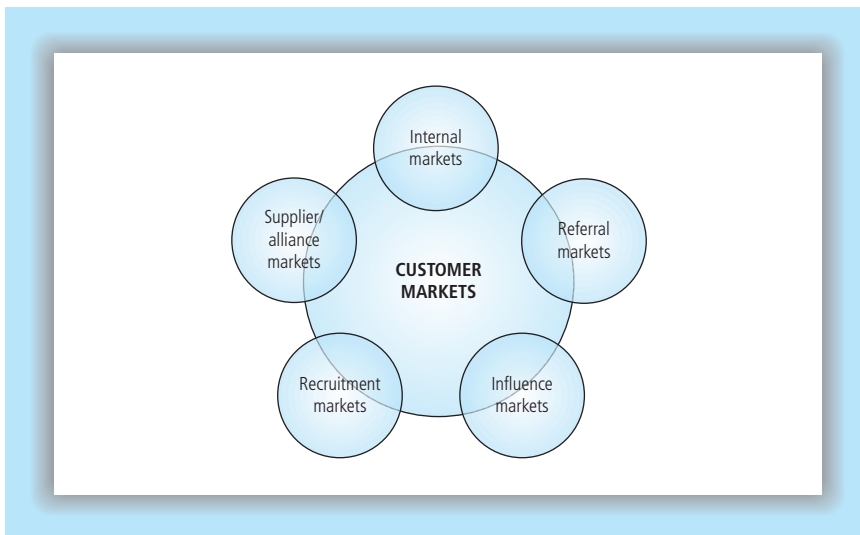 Internal
markets
Supplier/
alliance
markets
Referral
markets
CUSTOMER
MARKETS
Recruitment
markets
Influence
markets